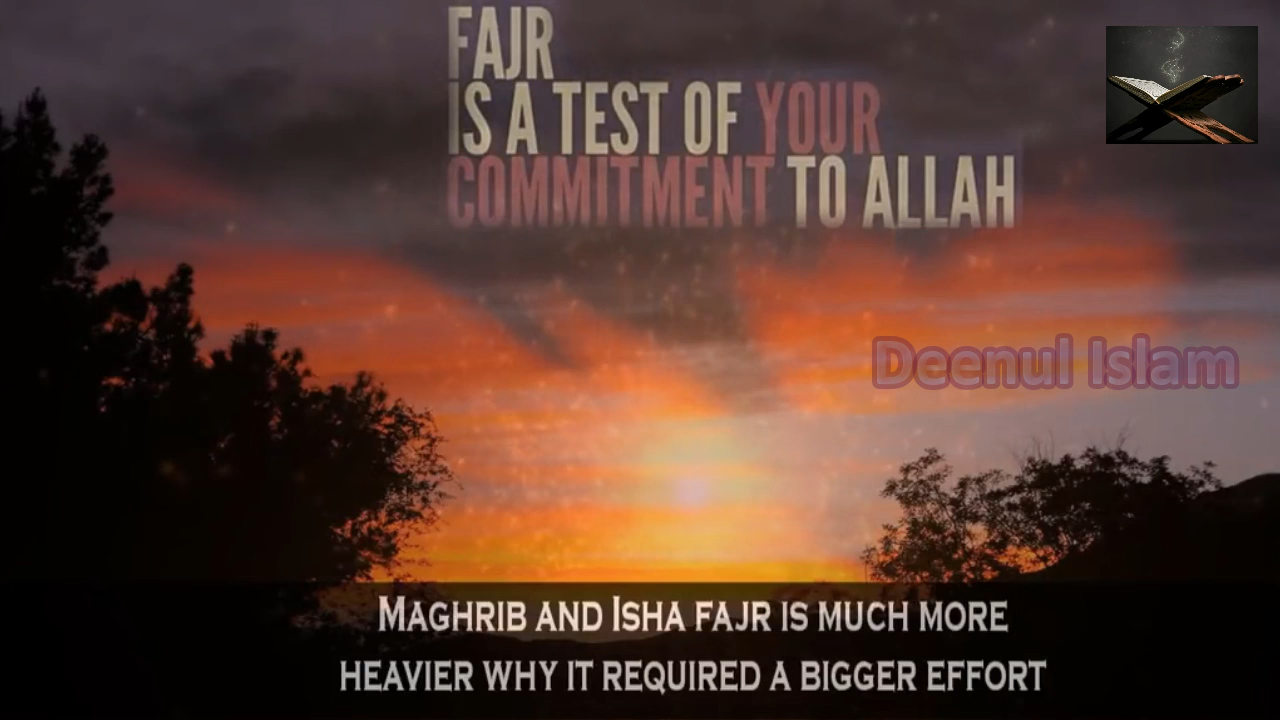 FAJR
IS A TEST OF YOUR
COMMITMENT TO ALLAH
Deenul Islam
MAGHRIB AND ISHA FAJR IS MUCH MORE
HEAVIER WHY IT REQUIRED A BIGGER EFFORT